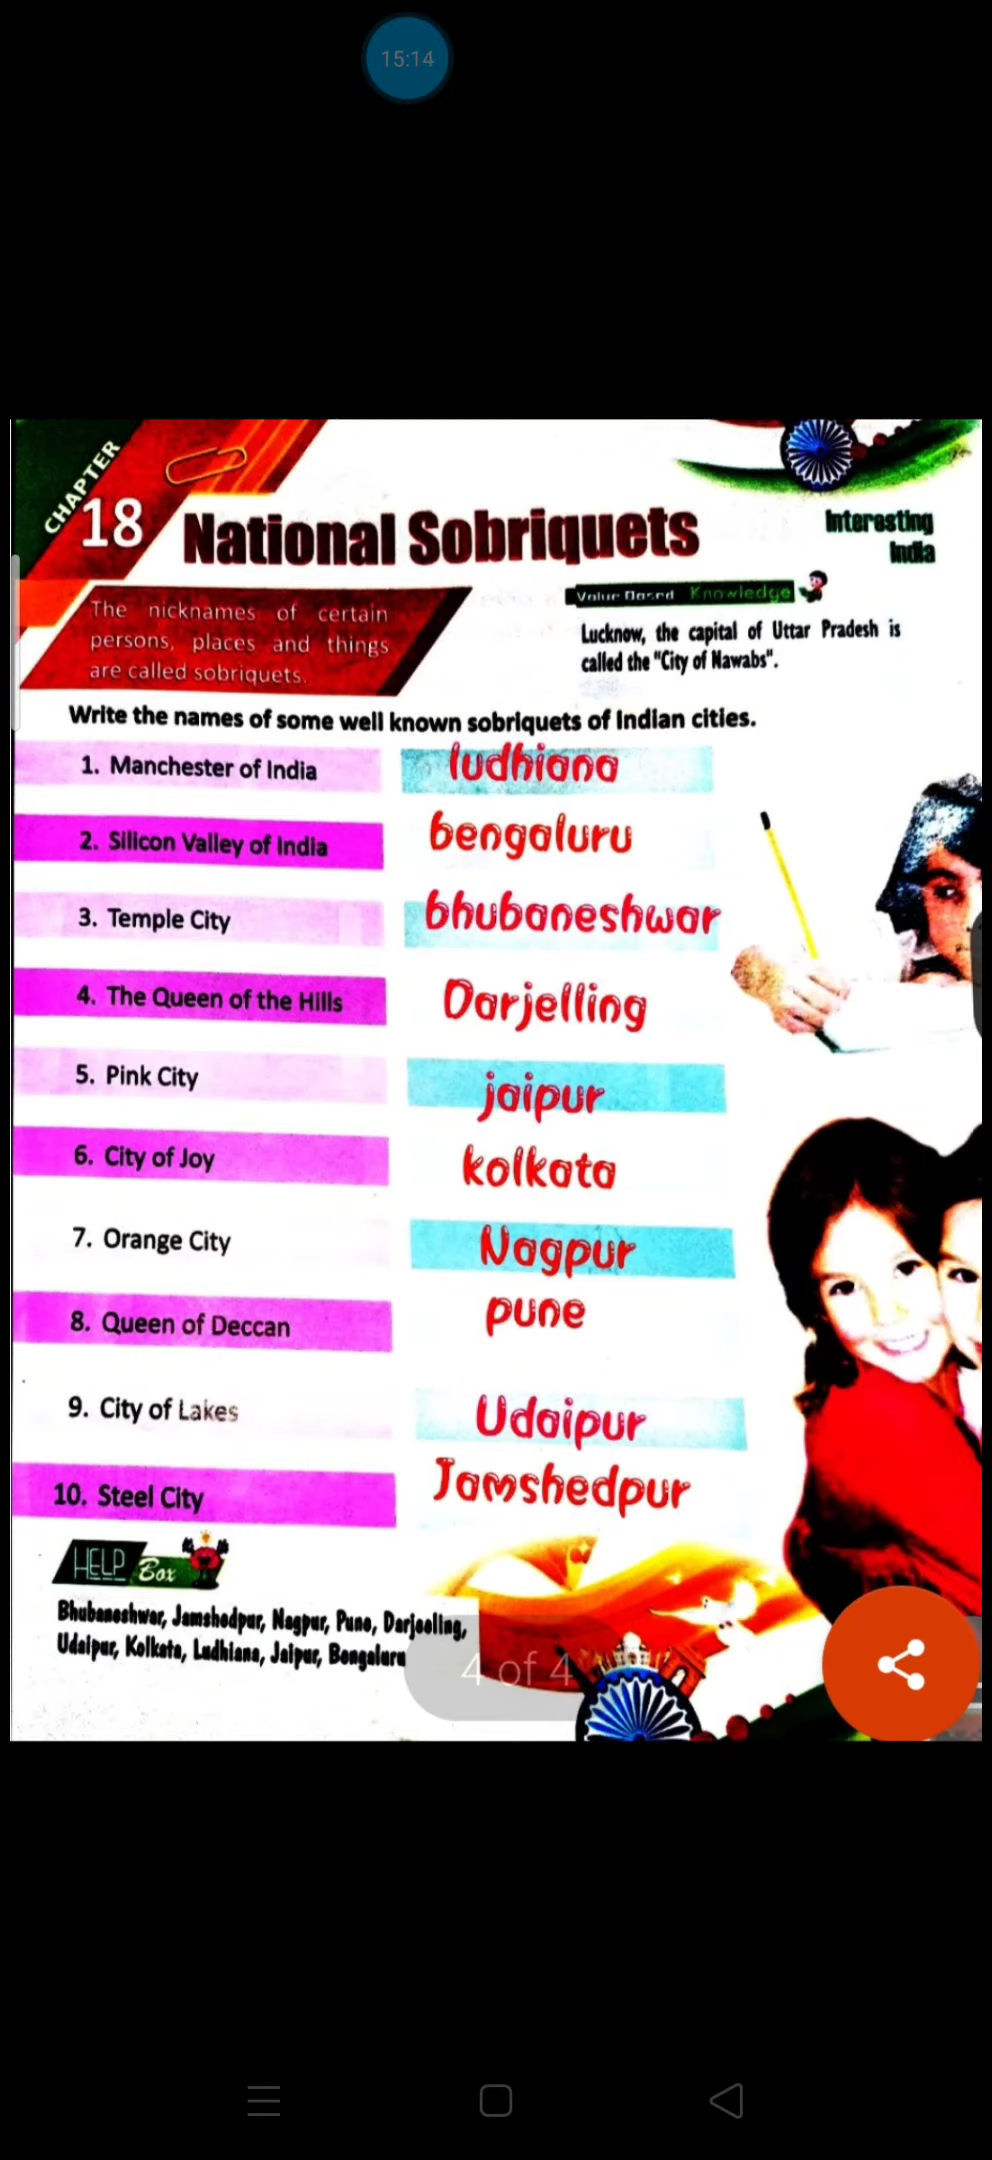 15:14
CHAPTER
18 National Sobriquets
Interesting
India
The nicknames of certain
persons, places and things
are called sobriquets.
Value Based Knowledge
Lucknow, the capital of Uttar Pradesh is
called the "City of Nawabs".
Write the names of some well known sobriquets of Indian cities.
1. Manchester of India ludhiana
2. Silicon Valley of India bengaluru
3. Temple City bhubaneshwar
4. The Queen of the Hills Darjelling
5. Pink City jaipur
6. City of Joy kolkata
7. Orange City Nagpur
8. Queen of Deccan pune
9. City of Lakes Udaipur
10. Steel City Jamshedpur
HELP Box
Bhubaneshwar, Jamshedpur, Nagpur, Pune, Darjeeling,
Udaipur, Kolkata, Ludhiana, Jaipur, Bengaluru
4 of 4